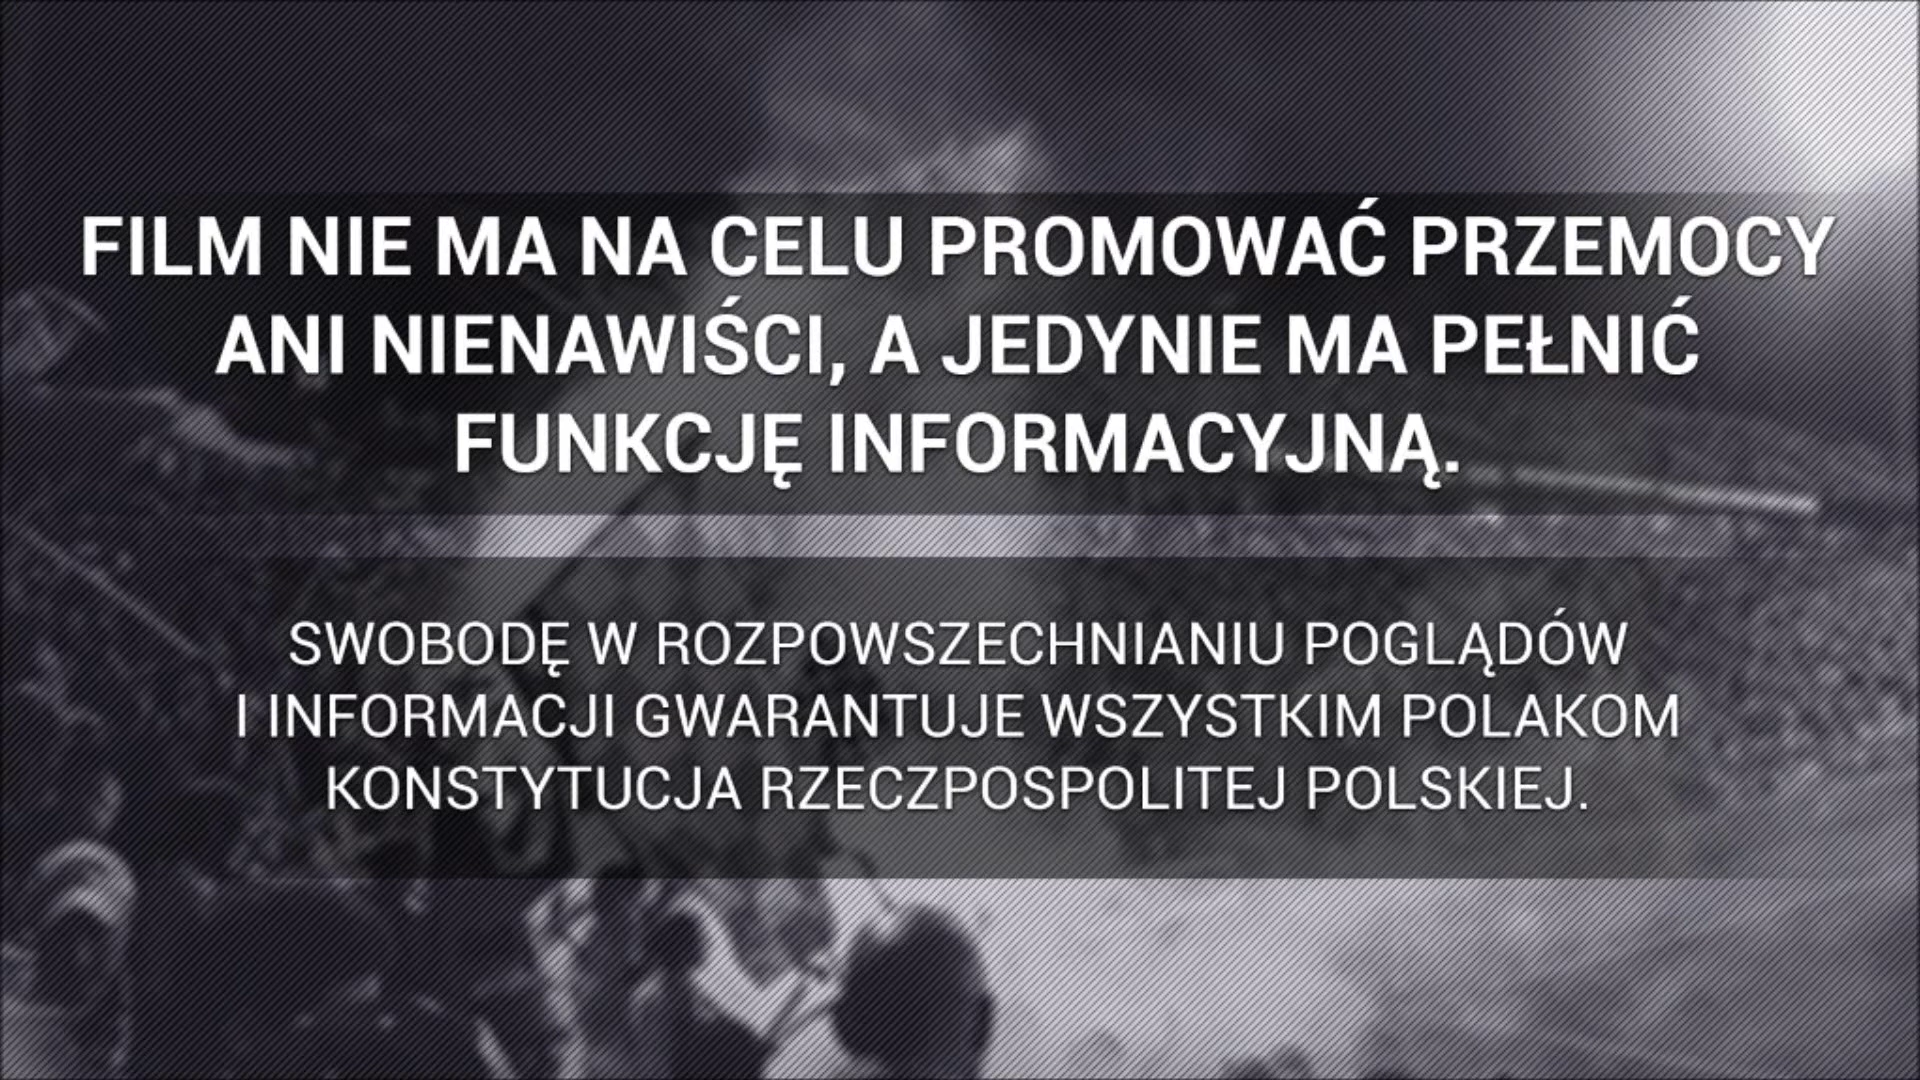 FILM NIE MA NA CELU PROMOWAĆ PRZEMOCY
ANI NIENAWIŚCI, A JEDYNIE MA PEŁNIĆ
FUNKCJĘ INFORMACYJNĄ.
SWOBODĘ W ROZPOWSZECHNIANIU POGLĄDÓW
I INFORMACJI GWARANTUJE WSZYSTKIM POLAKOM
KONSTYTUCJA RZECZPOSPOLITEJ POLSKIEJ.